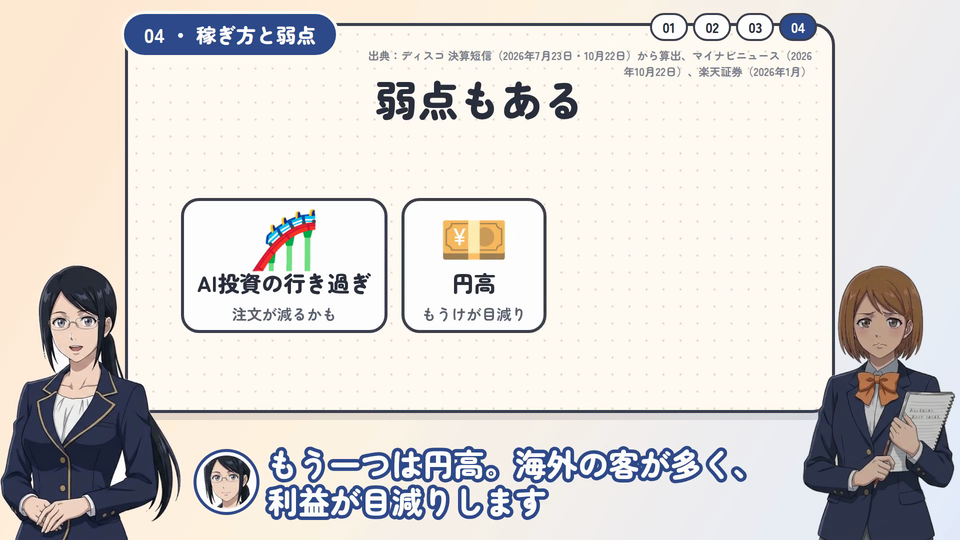 04 ・ 稼ぎ方と弱点
01 02 03 04
出典：ディスコ 決算短信（2026年7月23日・10月22日）から算出、マイナビニュース（2026
年10月22日）、楽天証券（2026年1月）
弱点もある
AI投資の行き過ぎ
注文が減るかも
¥
円高
もうけが目減り
もう一つは円高。海外の客が多く、
利益が目減りします